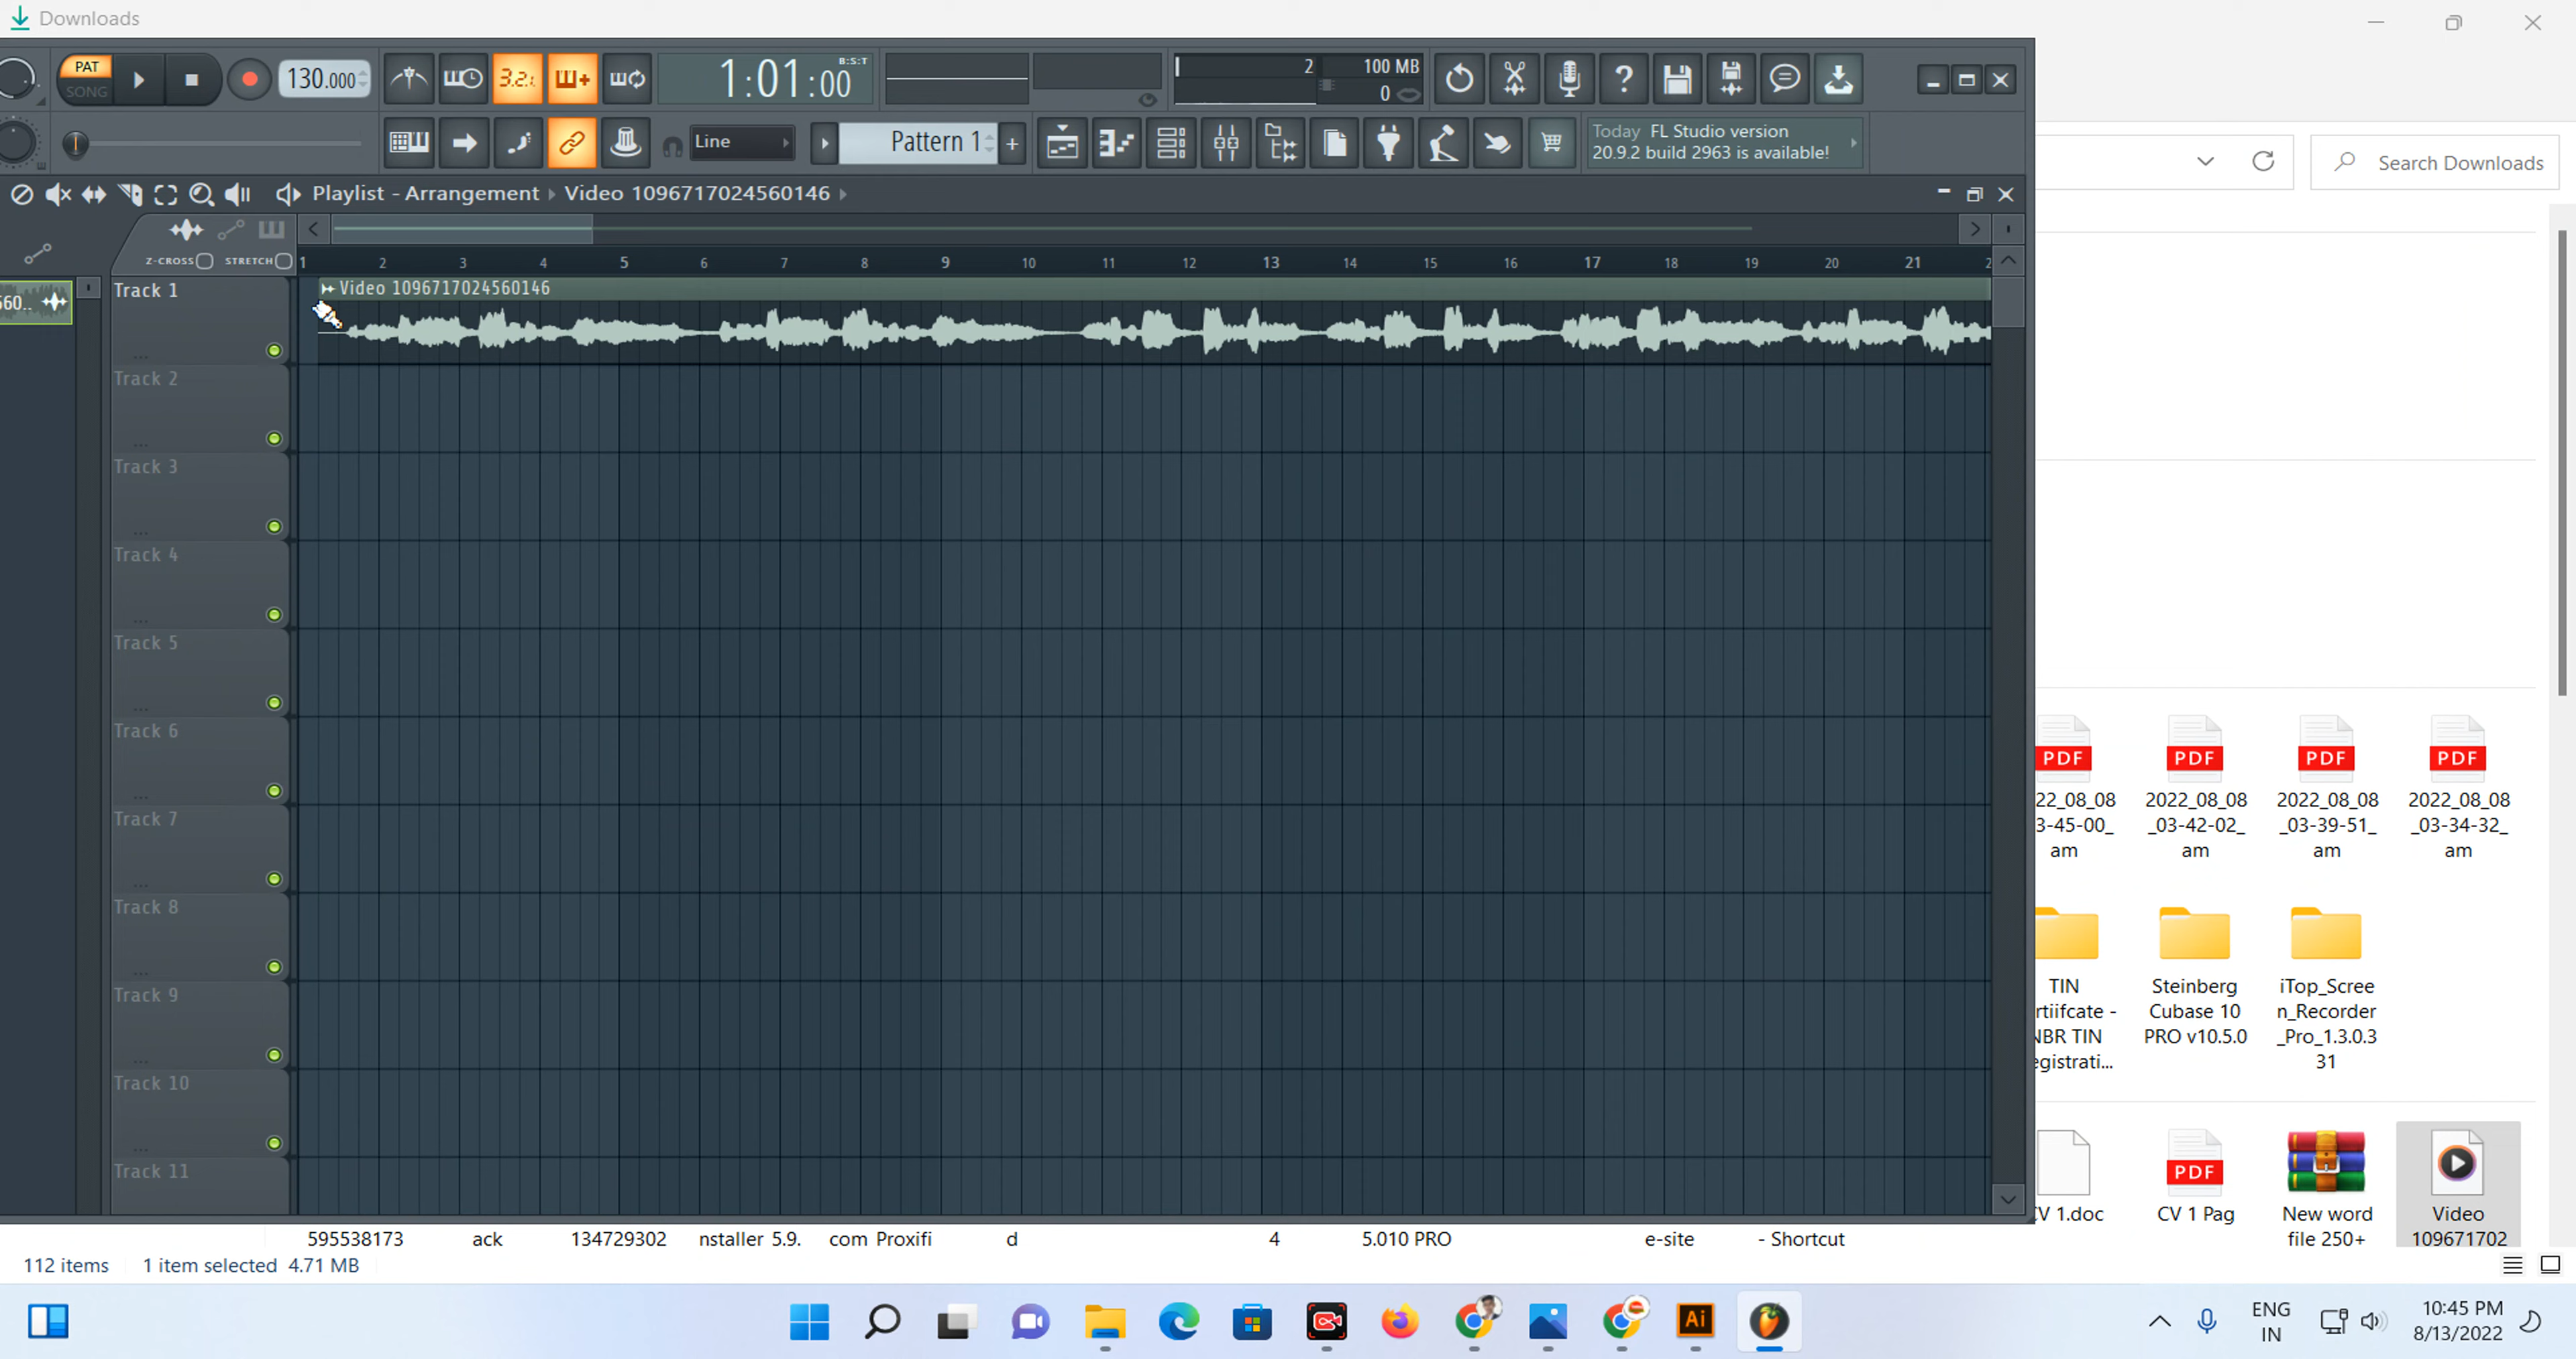 Downloads
PAT
SONG
130.000
3.2.
1:01:00
B:S:T
2
100 MB
0
Line
Pattern 1
Today FL Studio version
20.9.2 build 2963 is available!
Search Downloads
Playlist - Arrangement Video 1096717024560146
Z-CROSS STRETCH
1 2 3 4 5 6 7 8 9 10 11 12 13 14 15 16 17 18 19 20 21
560..
Track 1
Video 1096717024560146
Track 2
Track 3
Track 4
Track 5
Track 6
Track 7
Track 8
Track 9
Track 10
Track 11
PDF PDF PDF PDF
22_08_08 2022_08_08 2022_08_08 2022_08_08
3-45-00_ _03-42-02_ _03-39-51_ _03-34-32_
am am am am
TIN Steinberg iTop_Scree
rtiifcate - Cubase 10 n_Recorder
NBR TIN PRO v10.5.0 _Pro_1.3.0.3
egistrati... 31
PDF
CV 1.doc CV 1 Pag New word Video
file 250+ 109671702
595538173 ack 134729302 nstaller 5.9. com Proxifi d 4 5.010 PRO e-site - Shortcut
112 items 1 item selected 4.71 MB
Ai
ENG
IN
10:45 PM
8/13/2022